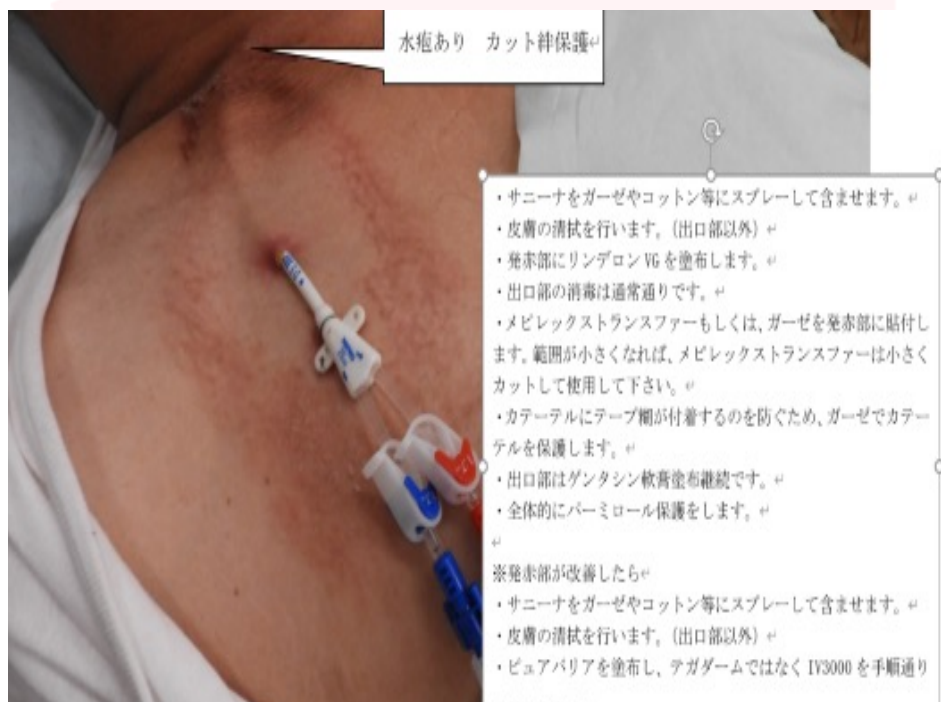 水疱あり　カット絆保護↵
・サニーナをガーゼやコットン等にスプレーして含ませます。↵
・皮膚の清拭を行います。（出口部以外）↵
・発赤部にリンデロン VG を塗布します。↵
・出口部の消毒は通常通りです。↵
・メピレックストランスファーもしくは、ガーゼを発赤部に貼付し
ます。範囲が小さくなれば、メピレックストランスファーは小さく
カットして使用して下さい。↵
・カテーテルにテープ糊が付着するのを防ぐため、ガーゼでカテー
テルを保護します。↵
・出口部はゲンタシン軟膏塗布継続です。↵
・全体的にパーミロール保護をします。↵
↵
※発赤部が改善したら↵
・サニーナをガーゼやコットン等にスプレーして含ませます。↵
・皮膚の清拭を行います。（出口部以外）↵
・ピュアバリアを塗布し、テガダームではなく IV3000 を手順通り